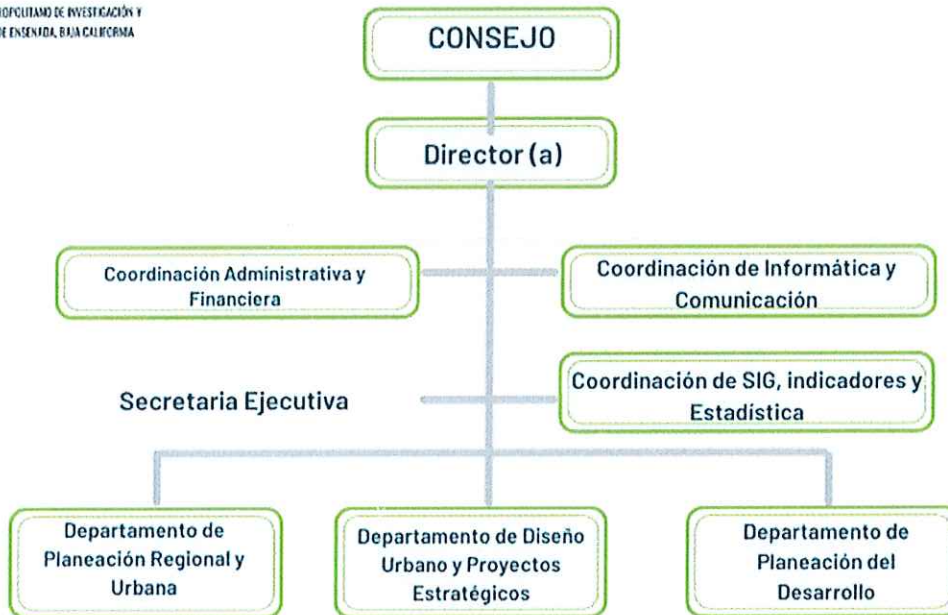 DE INVESTIGACIÓN Y
DE ENSENADA, BAJA CALIFORNIA
CONSEJO
Director (a)
Coordinación Administrativa y
Financiera
Coordinación de Informática y
Comunicación
Secretaria Ejecutiva
Coordinación de SIG, indicadores y
Estadística
Departamento de
Planeación Regional y
Urbana
Departamento de Diseño
Urbano y Proyectos
Estratégicos
Departamento de
Planeación del
Desarrollo